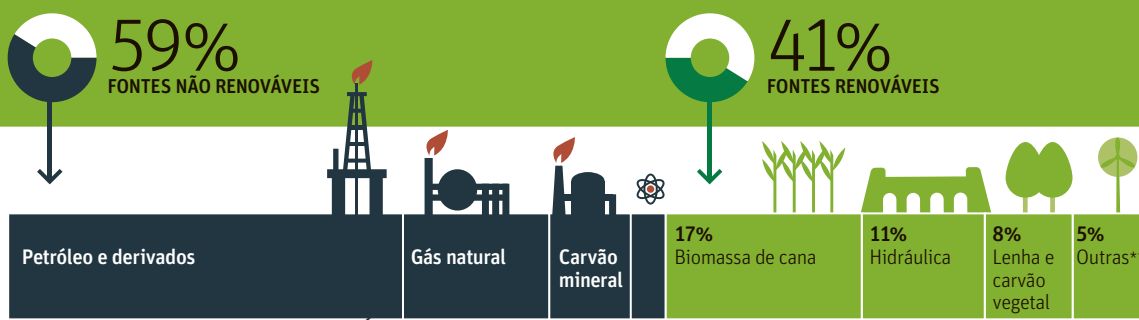 59%
FONTES NÃO RENOVÁVEIS
41%
FONTES RENOVÁVEIS
Petróleo e derivados
Gás natural
Carvão
mineral
17%
Biomassa de cana
11%
Hidráulica
8%
Lenha e
carvão
vegetal
5%
Outras*